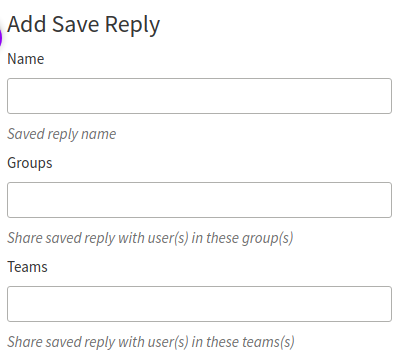 Add Save Reply
Name
Saved reply name
Groups
Share saved reply with user(s) in these group(s)
Teams
Share saved reply with user(s) in these teams(s)